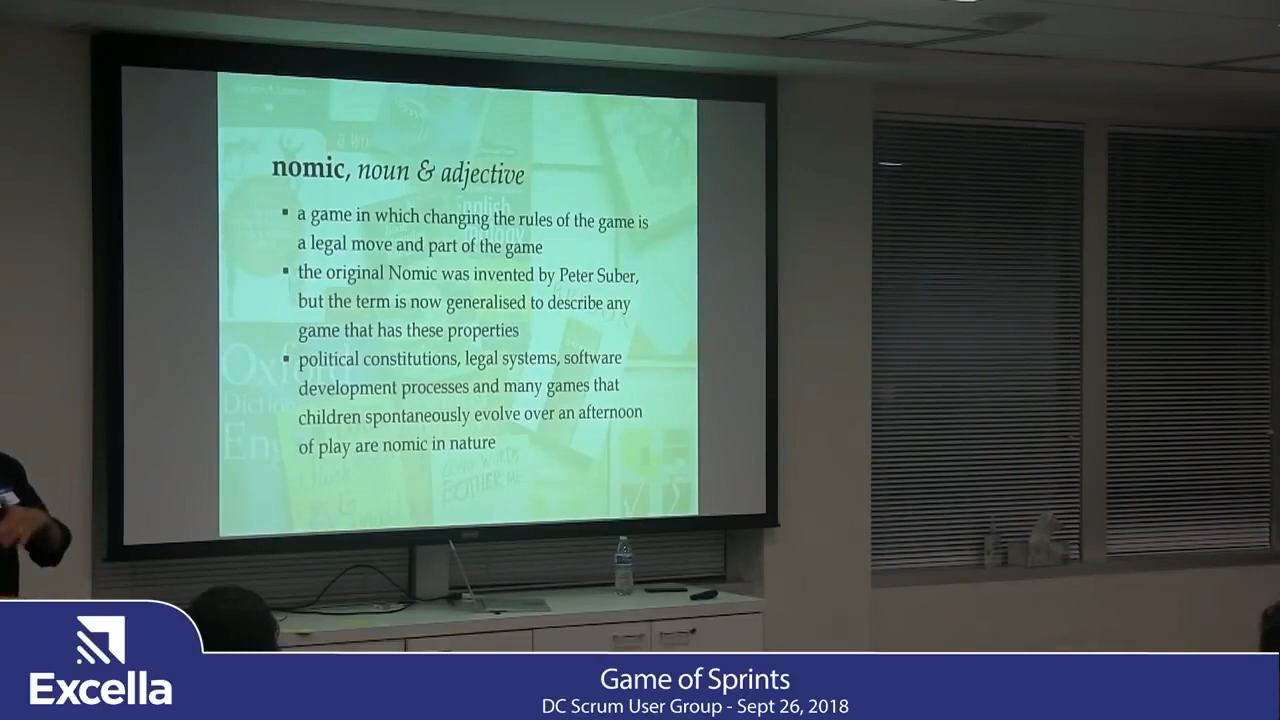 nomic, noun & adjective
▪ a game in which changing the rules of the game is
a legal move and part of the game
▪ the original Nomic was invented by Peter Suber,
but the term is now generalised to describe any
game that has these properties
▪ political constitutions, legal systems, software
development processes and many games that
children spontaneously evolve over an afternoon
of play are nomic in nature
Excella
Game of Sprints
DC Scrum User Group - Sept 26, 2018